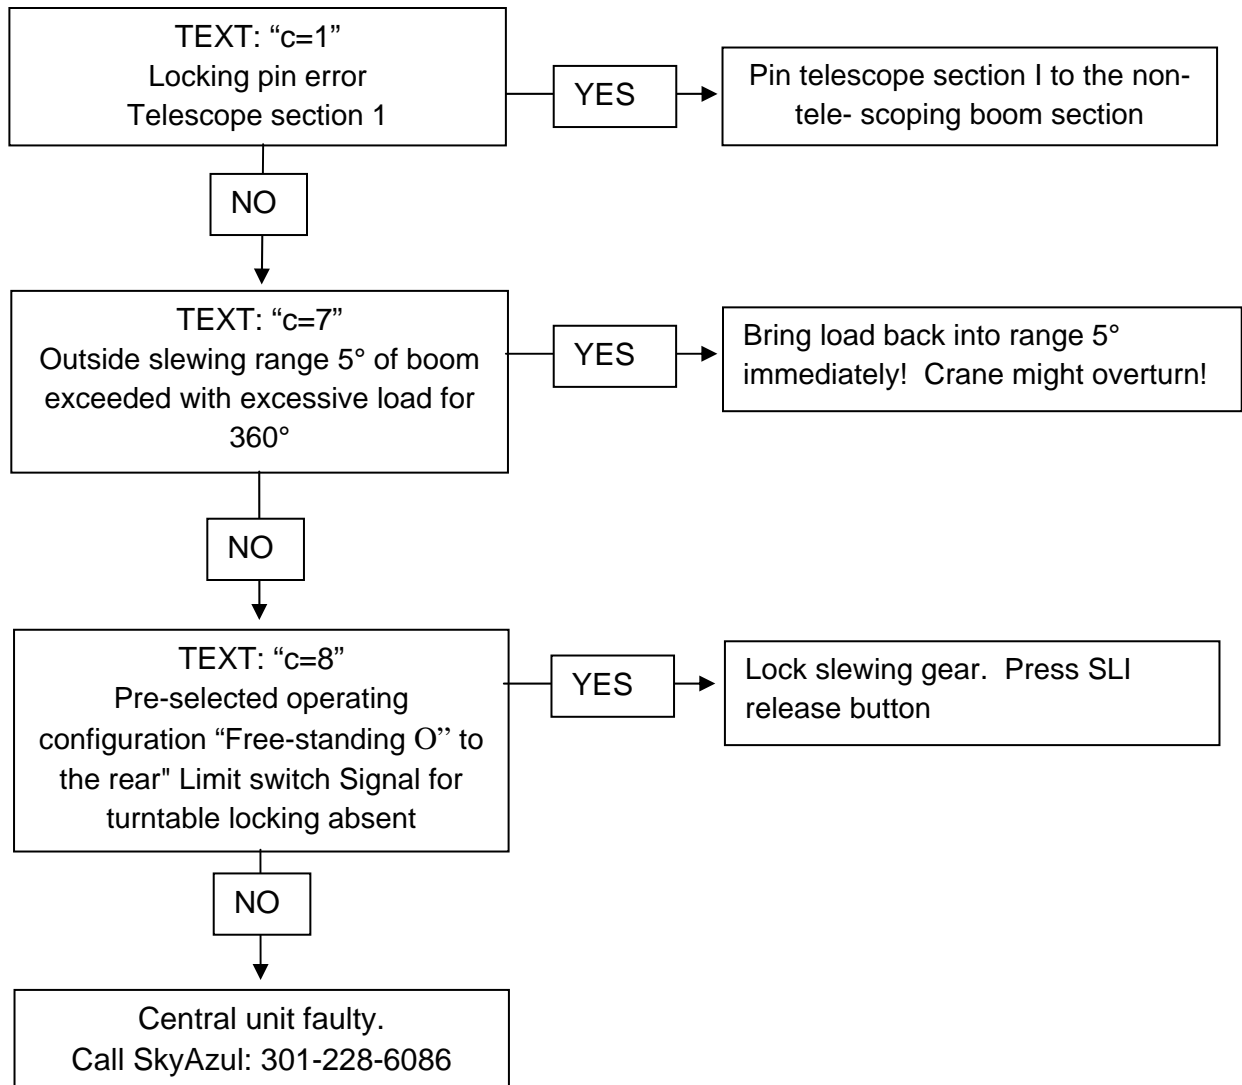 TEXT: “c=1”
Locking pin error
Telescope section 1
YES
Pin telescope section I to the non-
tele- scoping boom section
NO
TEXT: “c=7”
Outside slewing range 5° of boom
exceeded with excessive load for
360°
YES
Bring load back into range 5°
immediately!  Crane might overturn!
NO
TEXT: “c=8”
Pre-selected operating
configuration “Free-standing O” to
the rear" Limit switch Signal for
turntable locking absent
YES
Lock slewing gear.  Press SLI
release button
NO
Central unit faulty.
Call SkyAzul: 301-228-6086